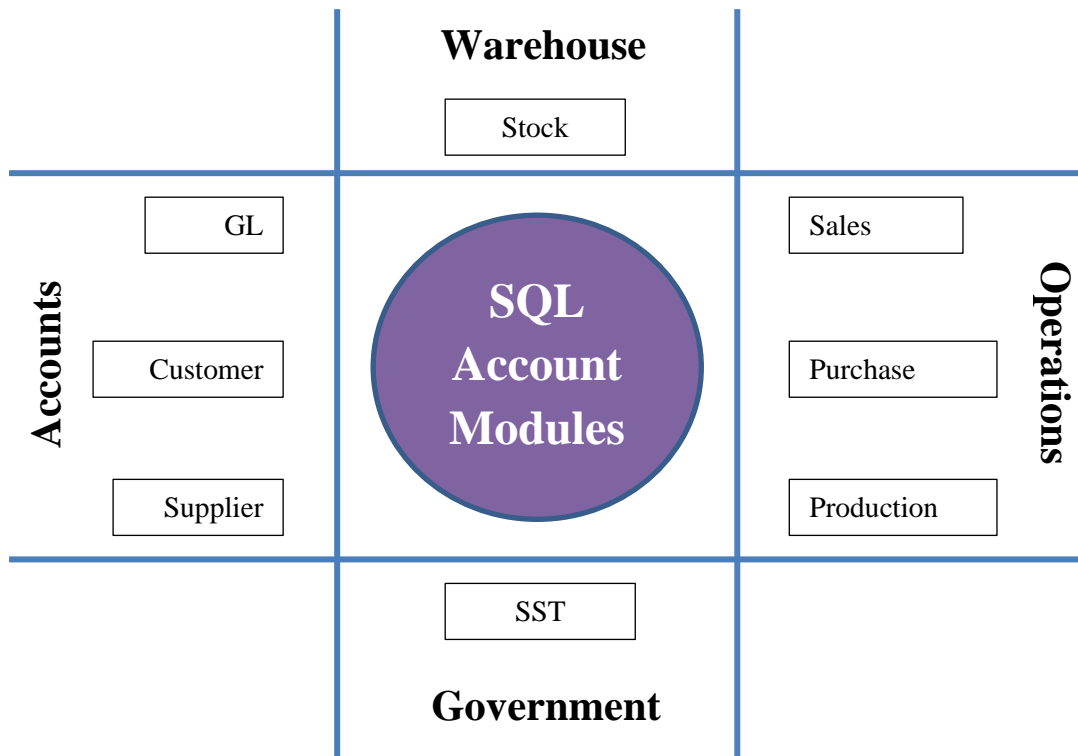 Warehouse
Stock
GL
Sales
SQL
Account
Modules
Accounts
Operations
Customer
Purchase
Supplier
Production
SST
Government